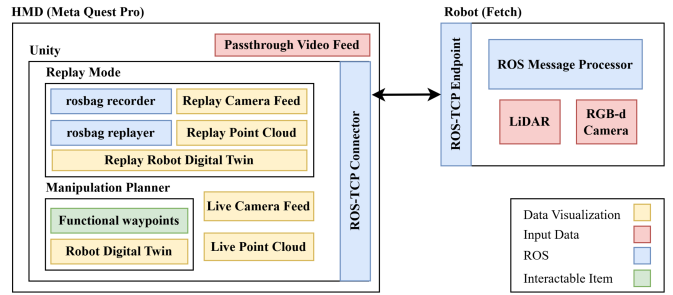 HMD (Meta Quest Pro)
Passthrough Video Feed
Unity
Replay Mode
rosbag recorder
Replay Camera Feed
rosbag replayer
Replay Point Cloud
Replay Robot Digital Twin
Manipulation Planner
Functional waypoints
Robot Digital Twin
Live Camera Feed
Live Point Cloud
ROS-TCP Connector
Robot (Fetch)
ROS-TCP Endpoint
ROS Message Processor
LiDAR
RGB-d
Camera
Data Visualization
Input Data
ROS
Interactable Item